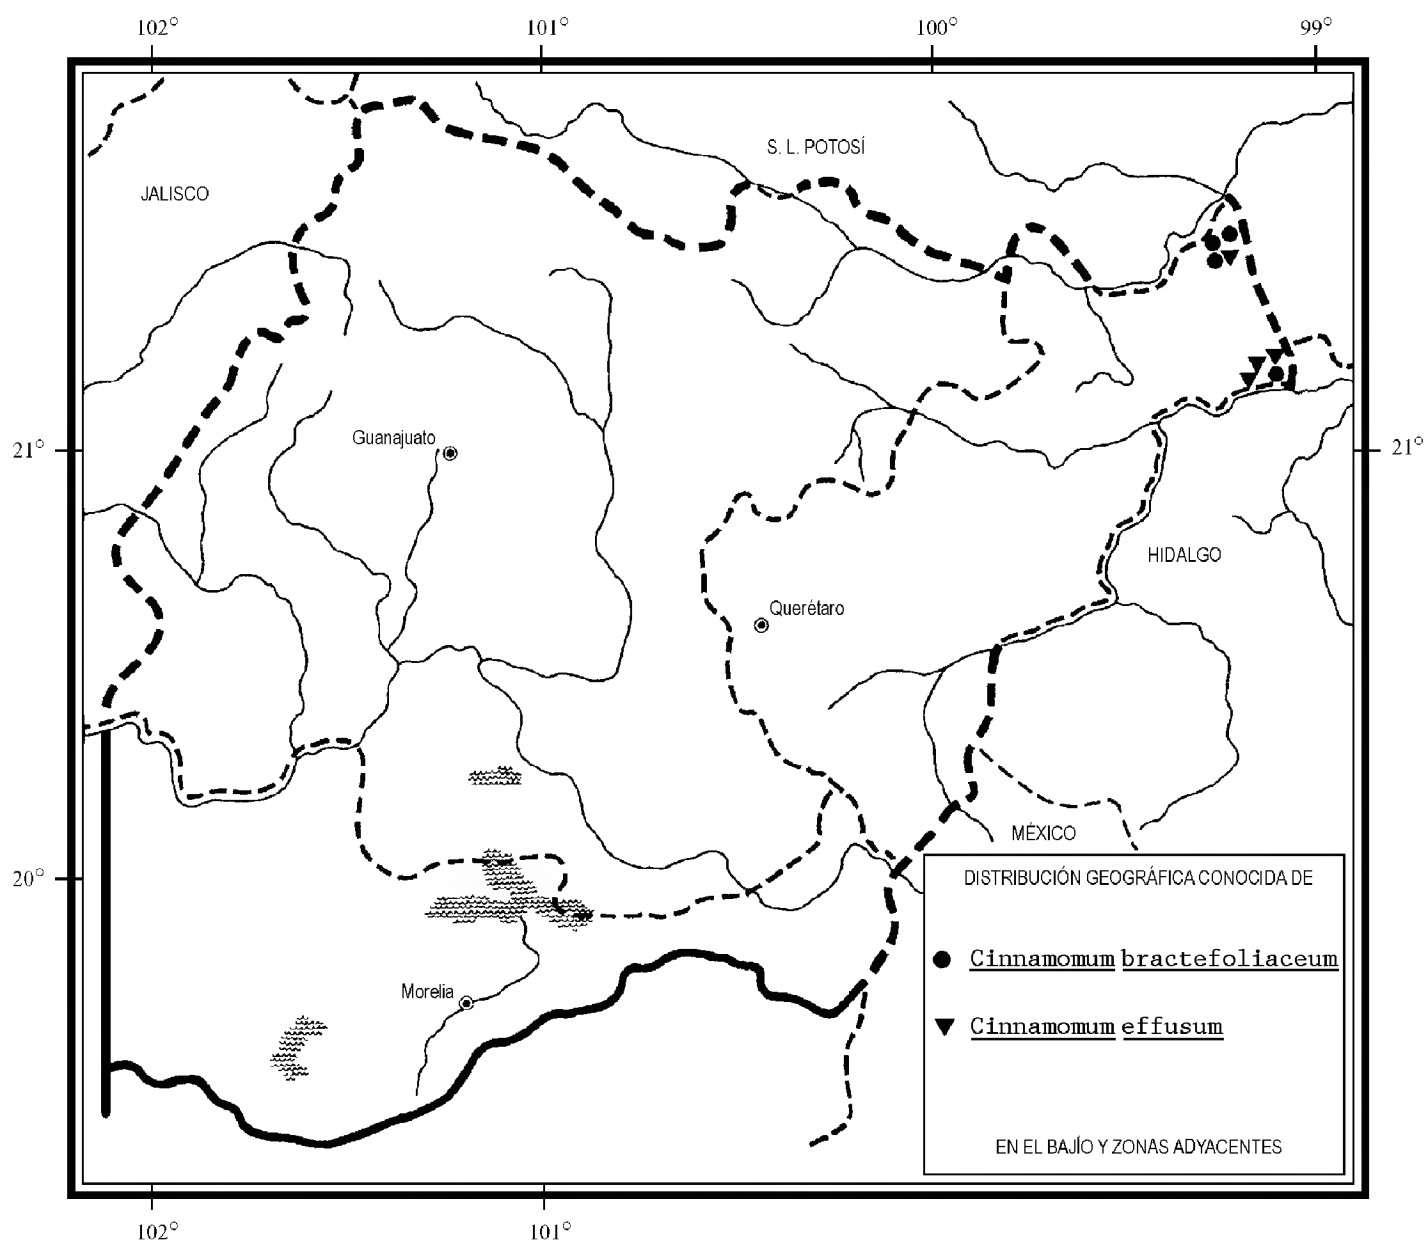 102° 101° 100° 99°
S. L. POTOSÍ
JALISCO
Guanajuato
21° 21°
HIDALGO
Querétaro
MÉXICO
20°
DISTRIBUCIÓN GEOGRÁFICA CONOCIDA DE
Cinnamomum bractefoliaceum
Morelia
Cinnamomum effusum
EN EL BAJÍO Y ZONAS ADYACENTES
102° 101°